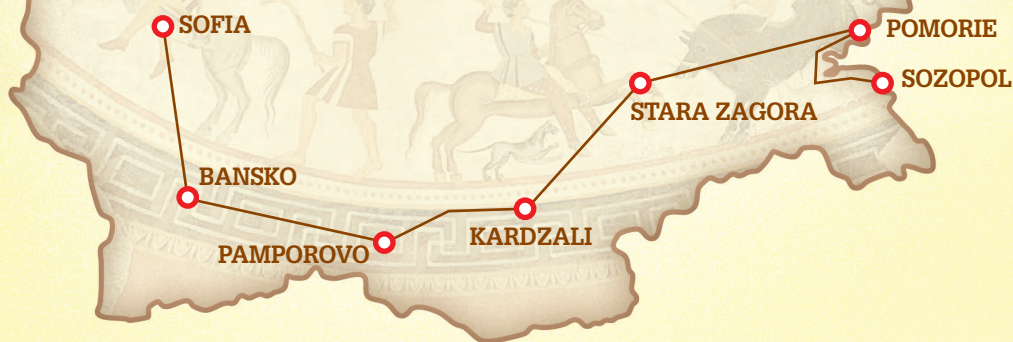 SOFIA
POMORIE
SOZOPOL
STARA ZAGORA
BANSKO
KARDZALI
PAMPOROVO